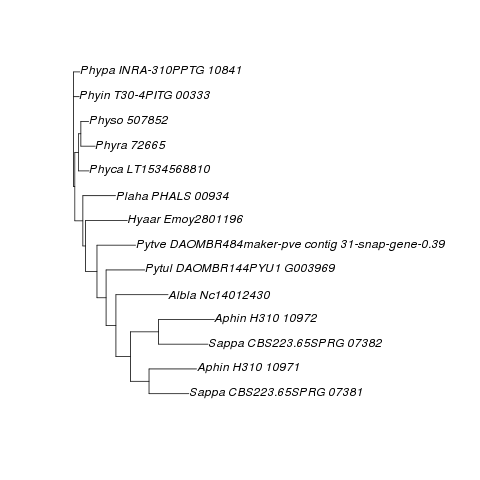 Phypa INRA-310PPTG 10841
Phyin T30-4PITG 00333
Physo 507852
Phyra 72665
Phyca LT1534568810
Plaha PHALS 00934
Hyaar Emoy2801196
Pytve DAOMBR484maker-pve contig 31-snap-gene-0.39
Pytul DAOMBR144PYU1 G003969
Albla Nc14012430
Aphin H310 10972
Sappa CBS223.65SPRG 07382
Aphin H310 10971
Sappa CBS223.65SPRG 07381